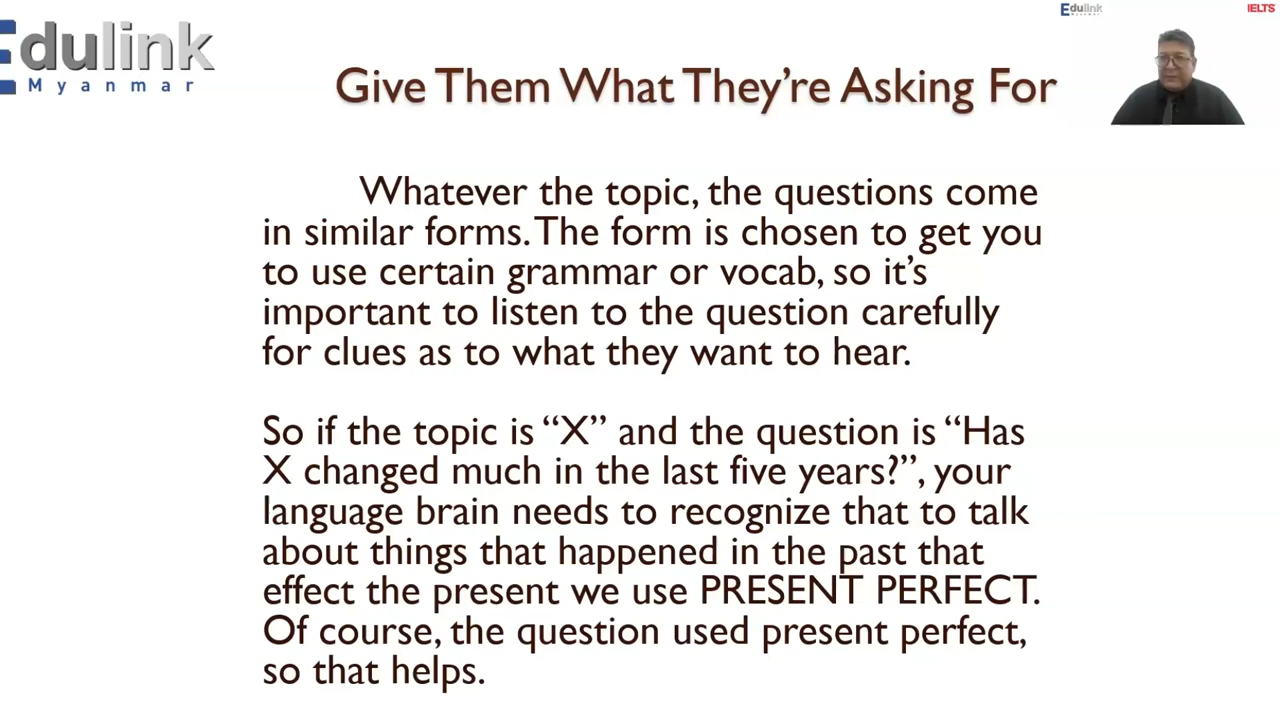 Edulink
Myanmar
Edulink
Myanmar
IELTS
Give Them What They’re Asking For
Whatever the topic, the questions come
in similar forms. The form is chosen to get you
to use certain grammar or vocab, so it’s
important to listen to the question carefully
for clues as to what they want to hear.
So if the topic is “X” and the question is “Has
X changed much in the last five years?”, your
language brain needs to recognize that to talk
about things that happened in the past that
effect the present we use PRESENT PERFECT.
Of course, the question used present perfect,
so that helps.